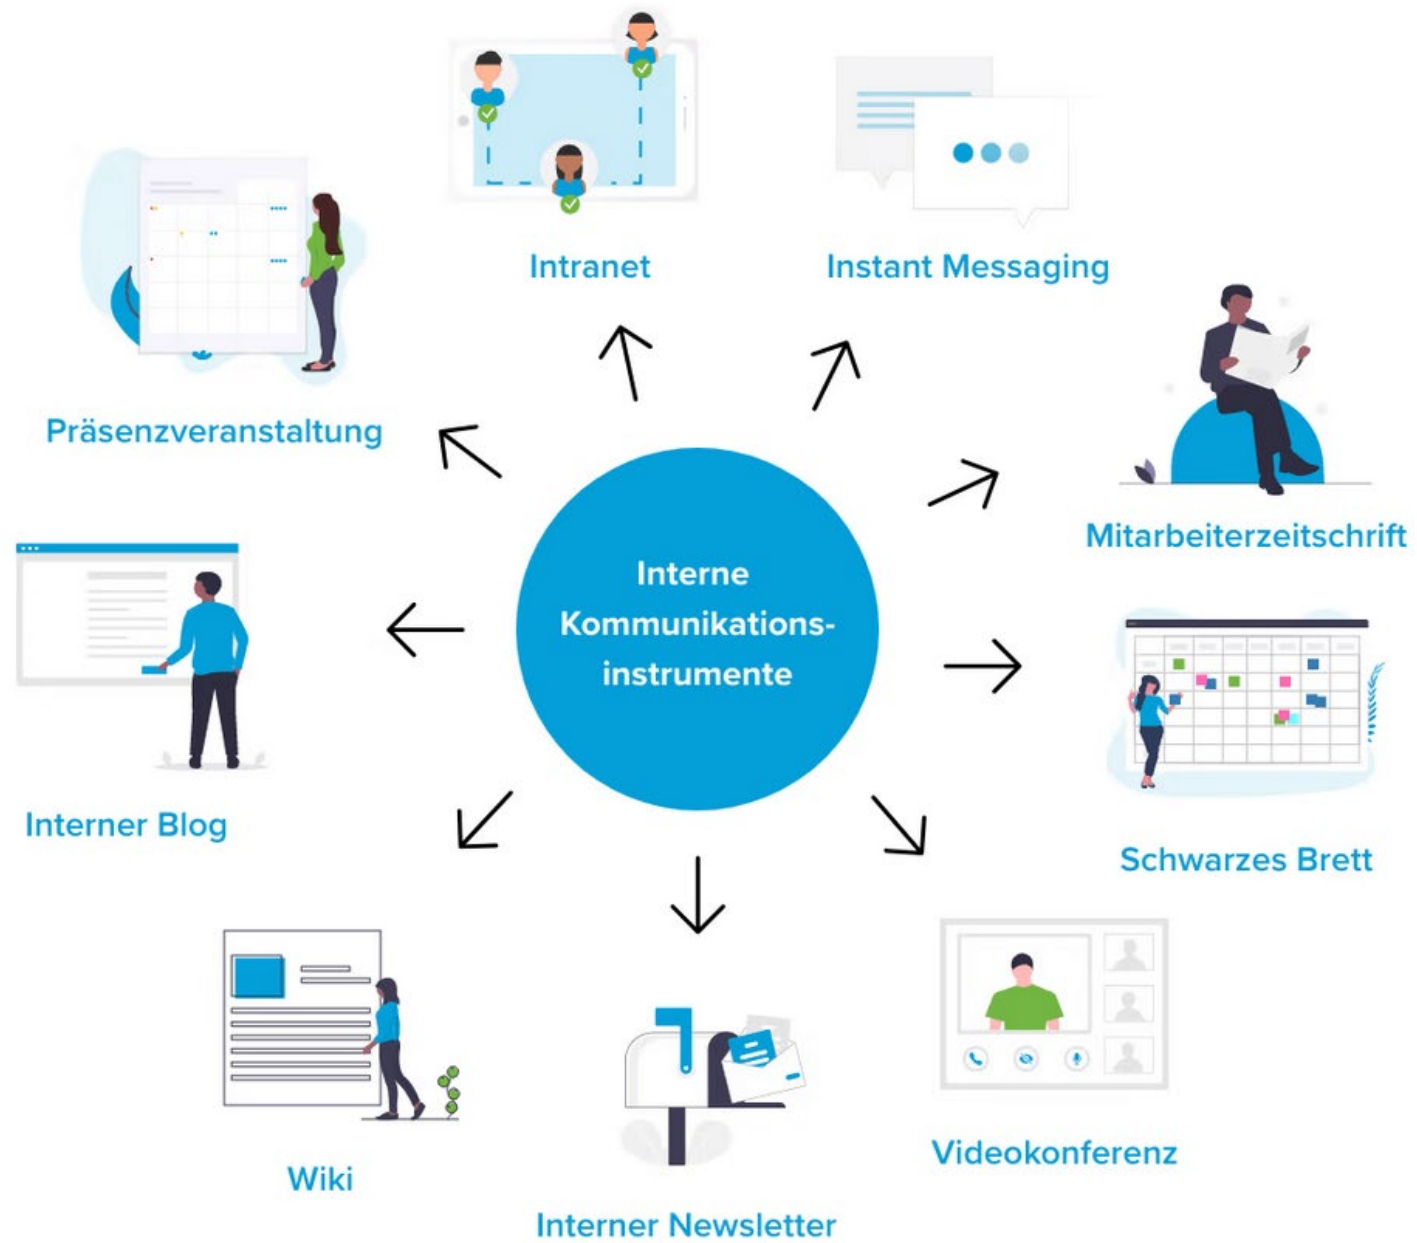 Intranet
Instant Messaging
Präsenzveranstaltung
Mitarbeiterzeitschrift
Interne
Kommunikations-
instrumente
Interner Blog
Schwarzes Brett
Wiki
Videokonferenz
Interner Newsletter